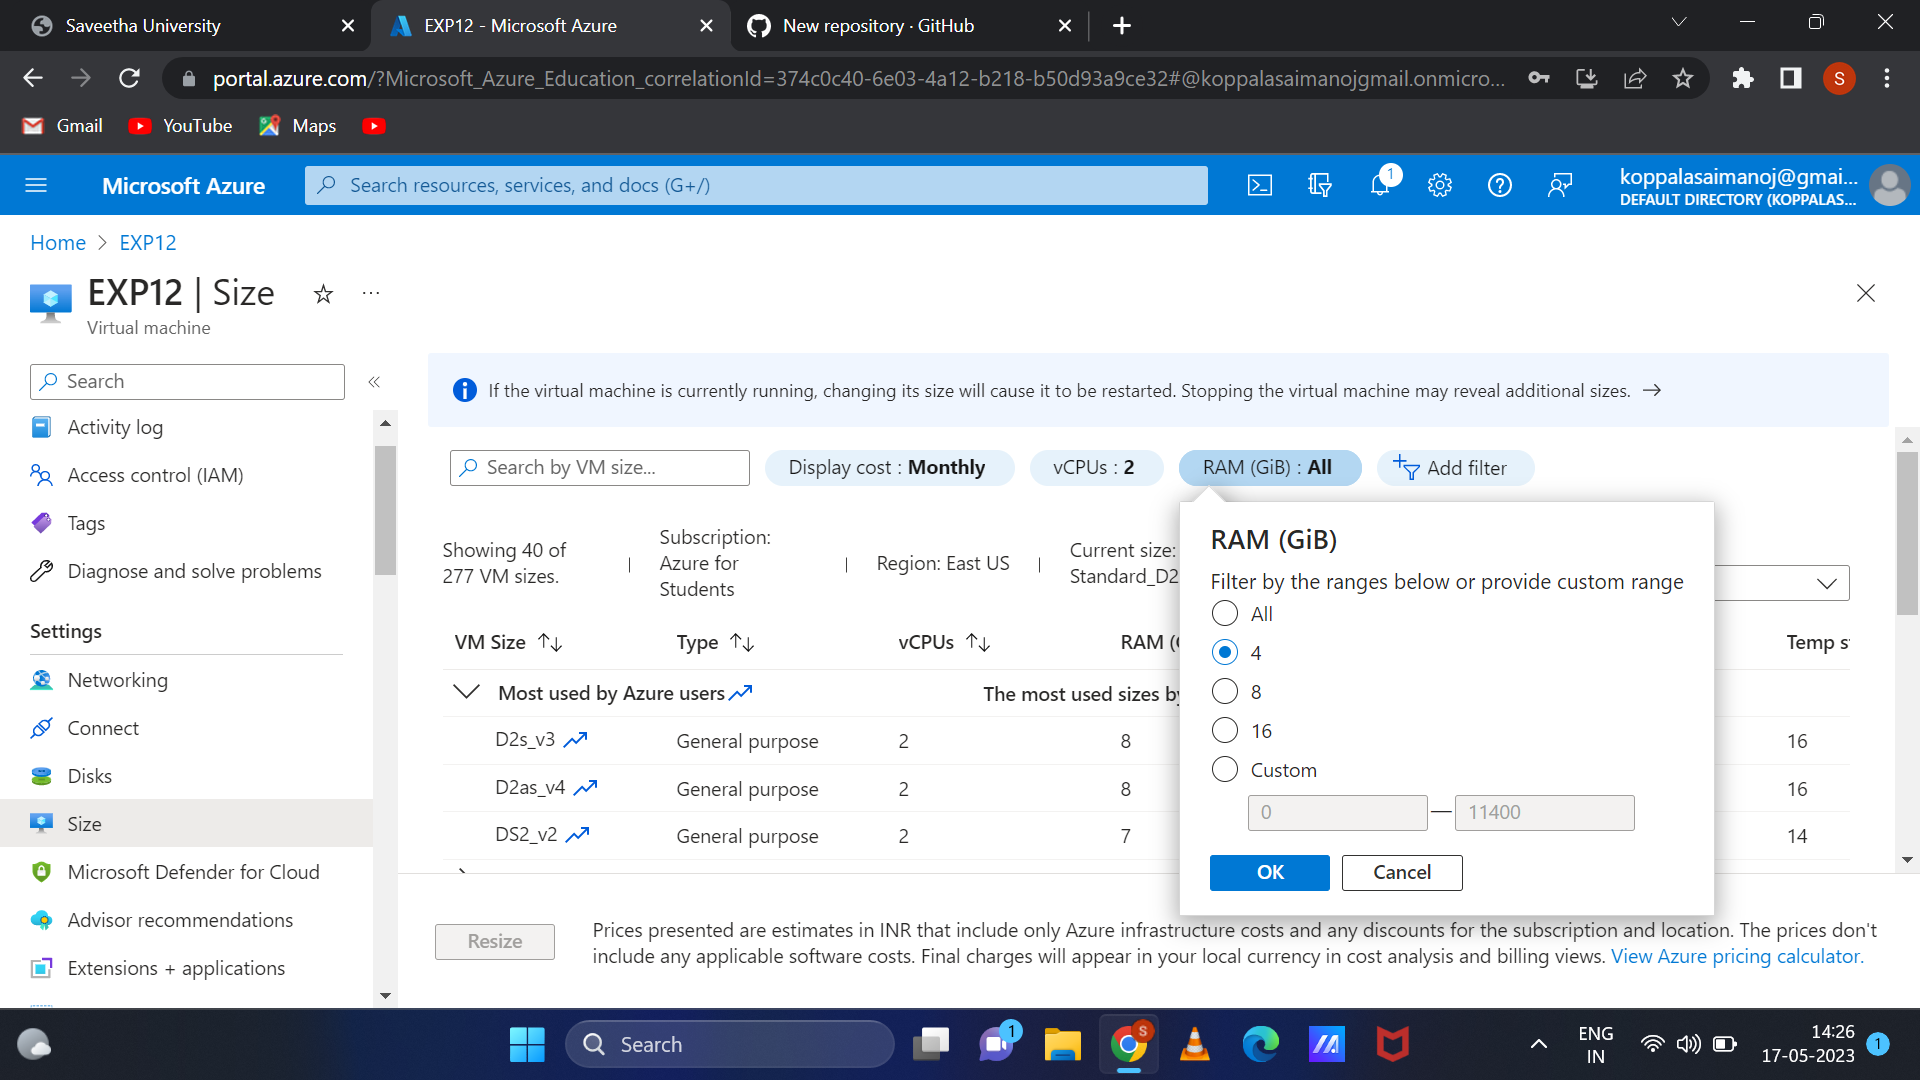 Saveetha University
EXP12 - Microsoft Azure
New repository · GitHub
portal.azure.com/?Microsoft_Azure_Education_correlationId=374c0c40-6e03-4a12-b218-b50d93a9ce32#@koppalasaimanojgmail.onmicro...
S
Gmail
YouTube
Maps
Microsoft Azure
Search resources, services, and docs (G+/)
1
koppalasaimanoj@gmai...
DEFAULT DIRECTORY (KOPPALAS...
Home > EXP12
EXP12 | Size
Virtual machine
Search
Activity log
Access control (IAM)
Tags
Diagnose and solve problems
Settings
Networking
Connect
Disks
Size
Microsoft Defender for Cloud
Advisor recommendations
Extensions + applications
If the virtual machine is currently running, changing its size will cause it to be restarted. Stopping the virtual machine may reveal additional sizes.
Search by VM size...
Display cost : Monthly
vCPUs : 2
RAM (GiB) : All
Add filter
Showing 40 of
277 VM sizes.
Subscription:
Azure for
Students
Region: East US
Current size:
Standard_D2
VM Size
Type
vCPUs
RAM (
Temp s
Most used by Azure users
The most used sizes by
D2s_v3 General purpose 2 8 16
D2as_v4 General purpose 2 8 16
DS2_v2 General purpose 2 7 14
RAM (GiB)
Filter by the ranges below or provide custom range
All
4
8
16
Custom
0 — 11400
OK
Cancel
Resize
Prices presented are estimates in INR that include only Azure infrastructure costs and any discounts for the subscription and location. The prices don't
include any applicable software costs. Final charges will appear in your local currency in cost analysis and billing views. View Azure pricing calculator.
Search
1
S
ENG
IN
14:26
17-05-2023
1